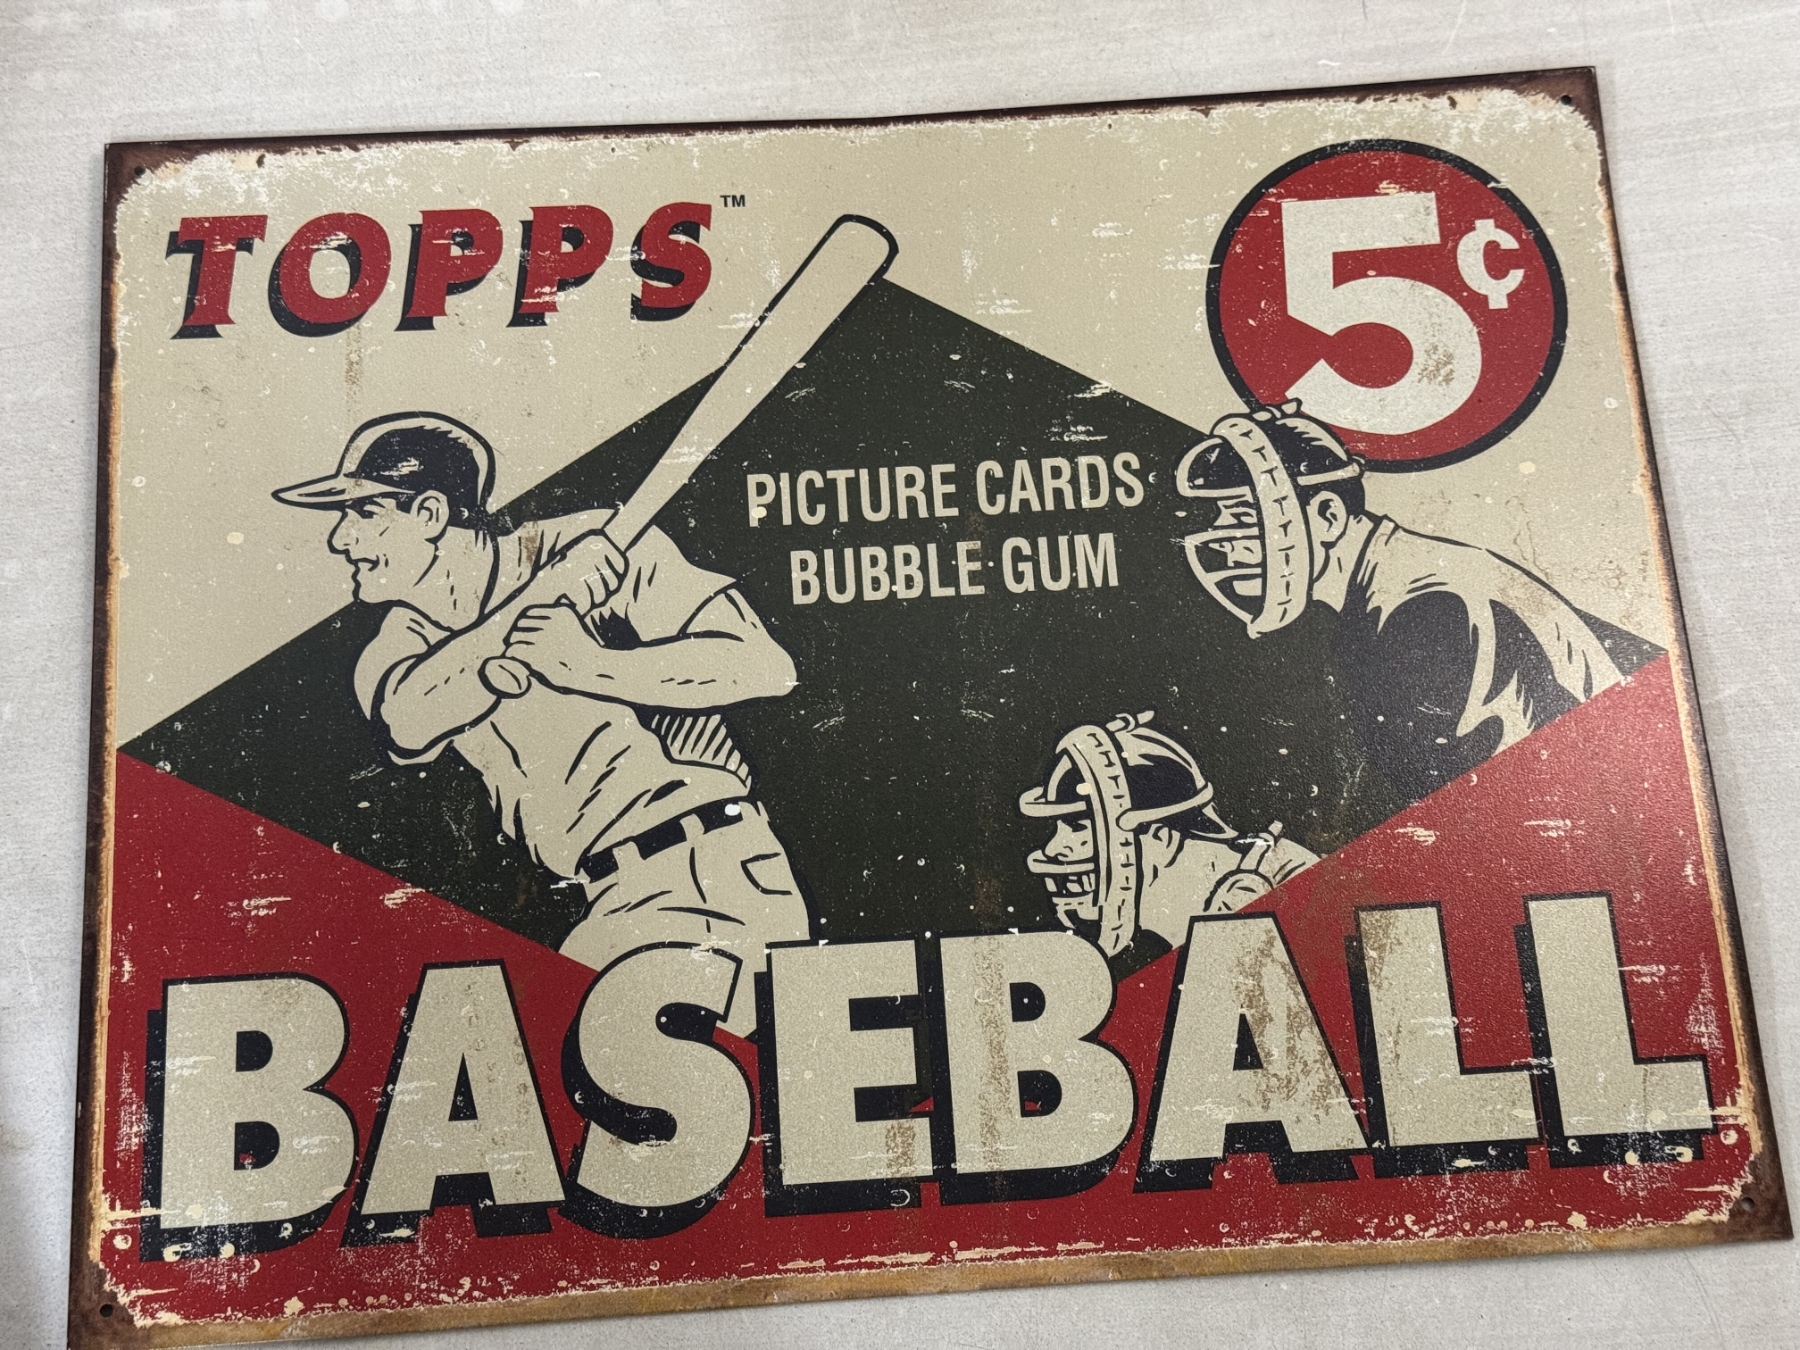 TOPPS™
5¢
PICTURE CARDS
BUBBLE GUM
BASEBALL